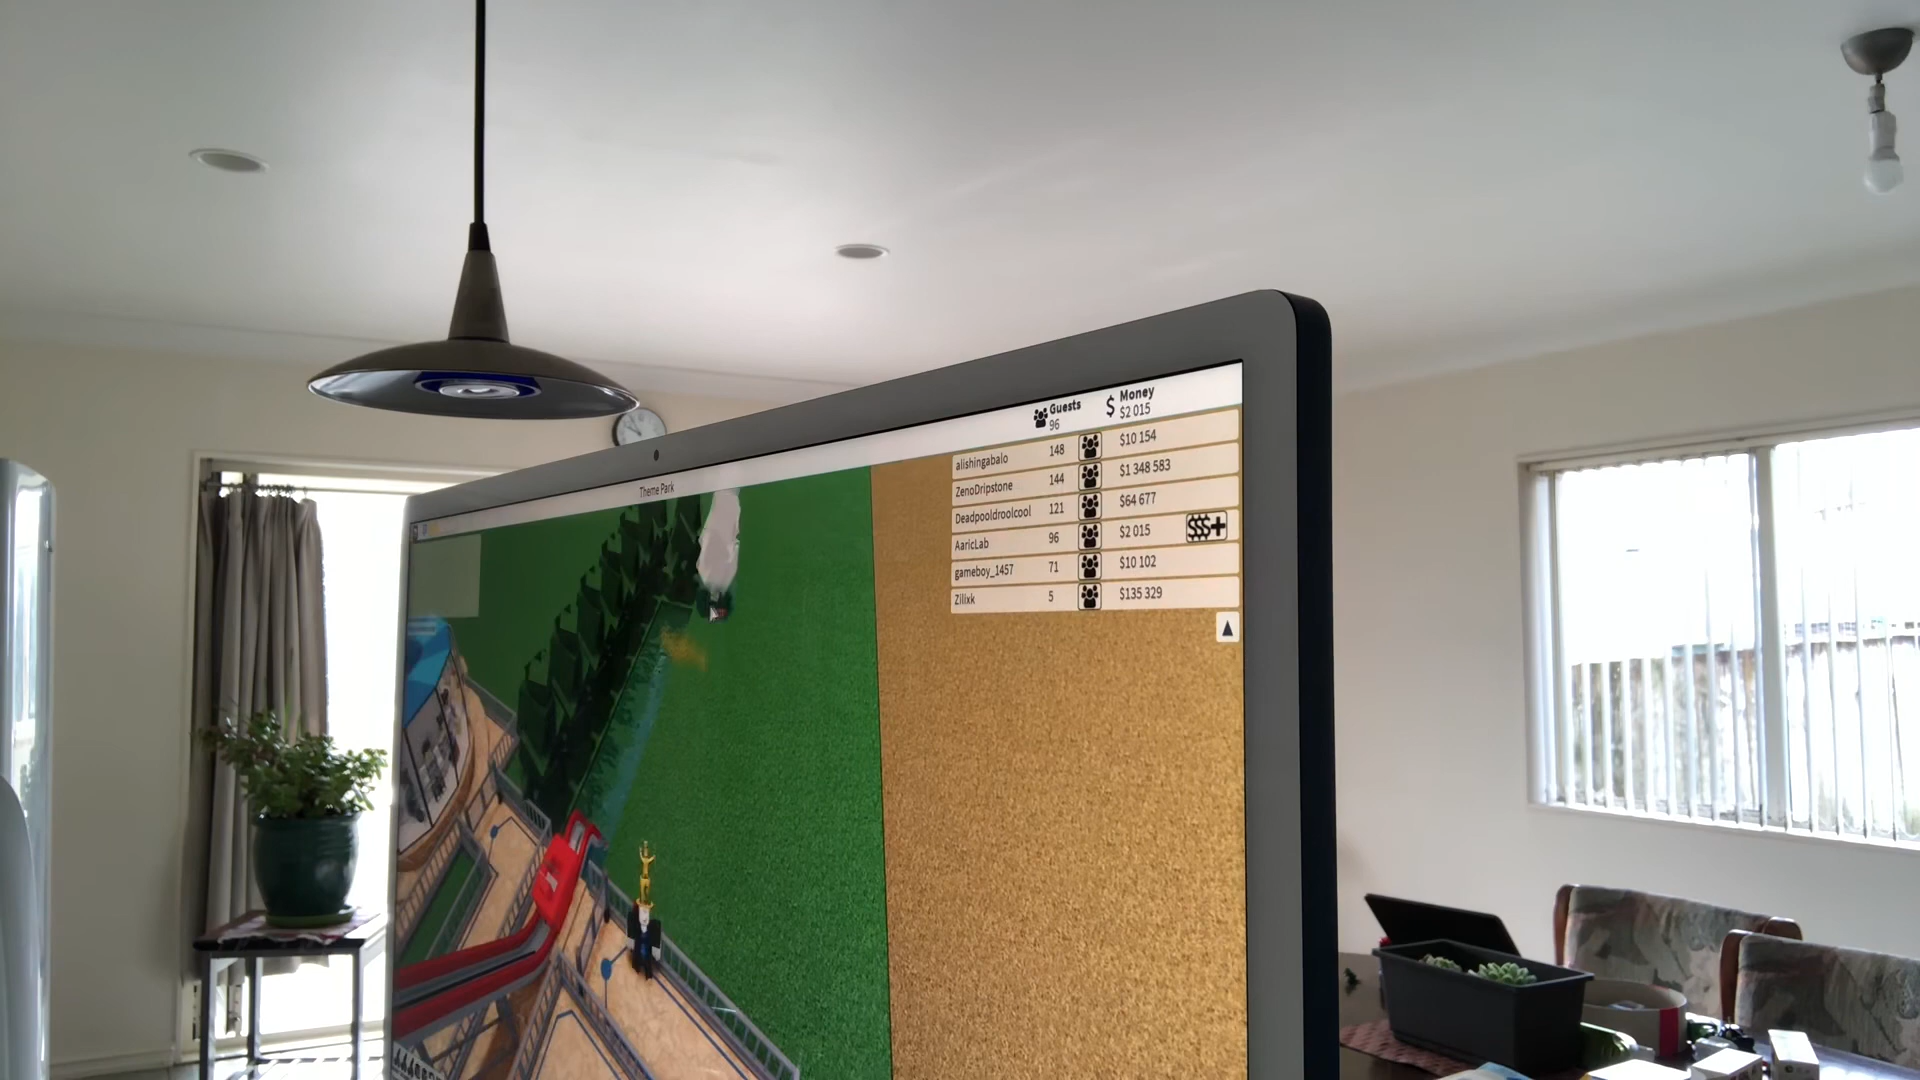 Guests
96
$ Money
$2 015
Theme Park
alishingabalo 148 $10 154
ZenoDripstone 144 $1 348 583
Deadpooldroolcool 121 $64 677
AaricLab 96 $2 015 $$$+
gameboy_1457 71 $10 102
Zilixk 5 $135 329